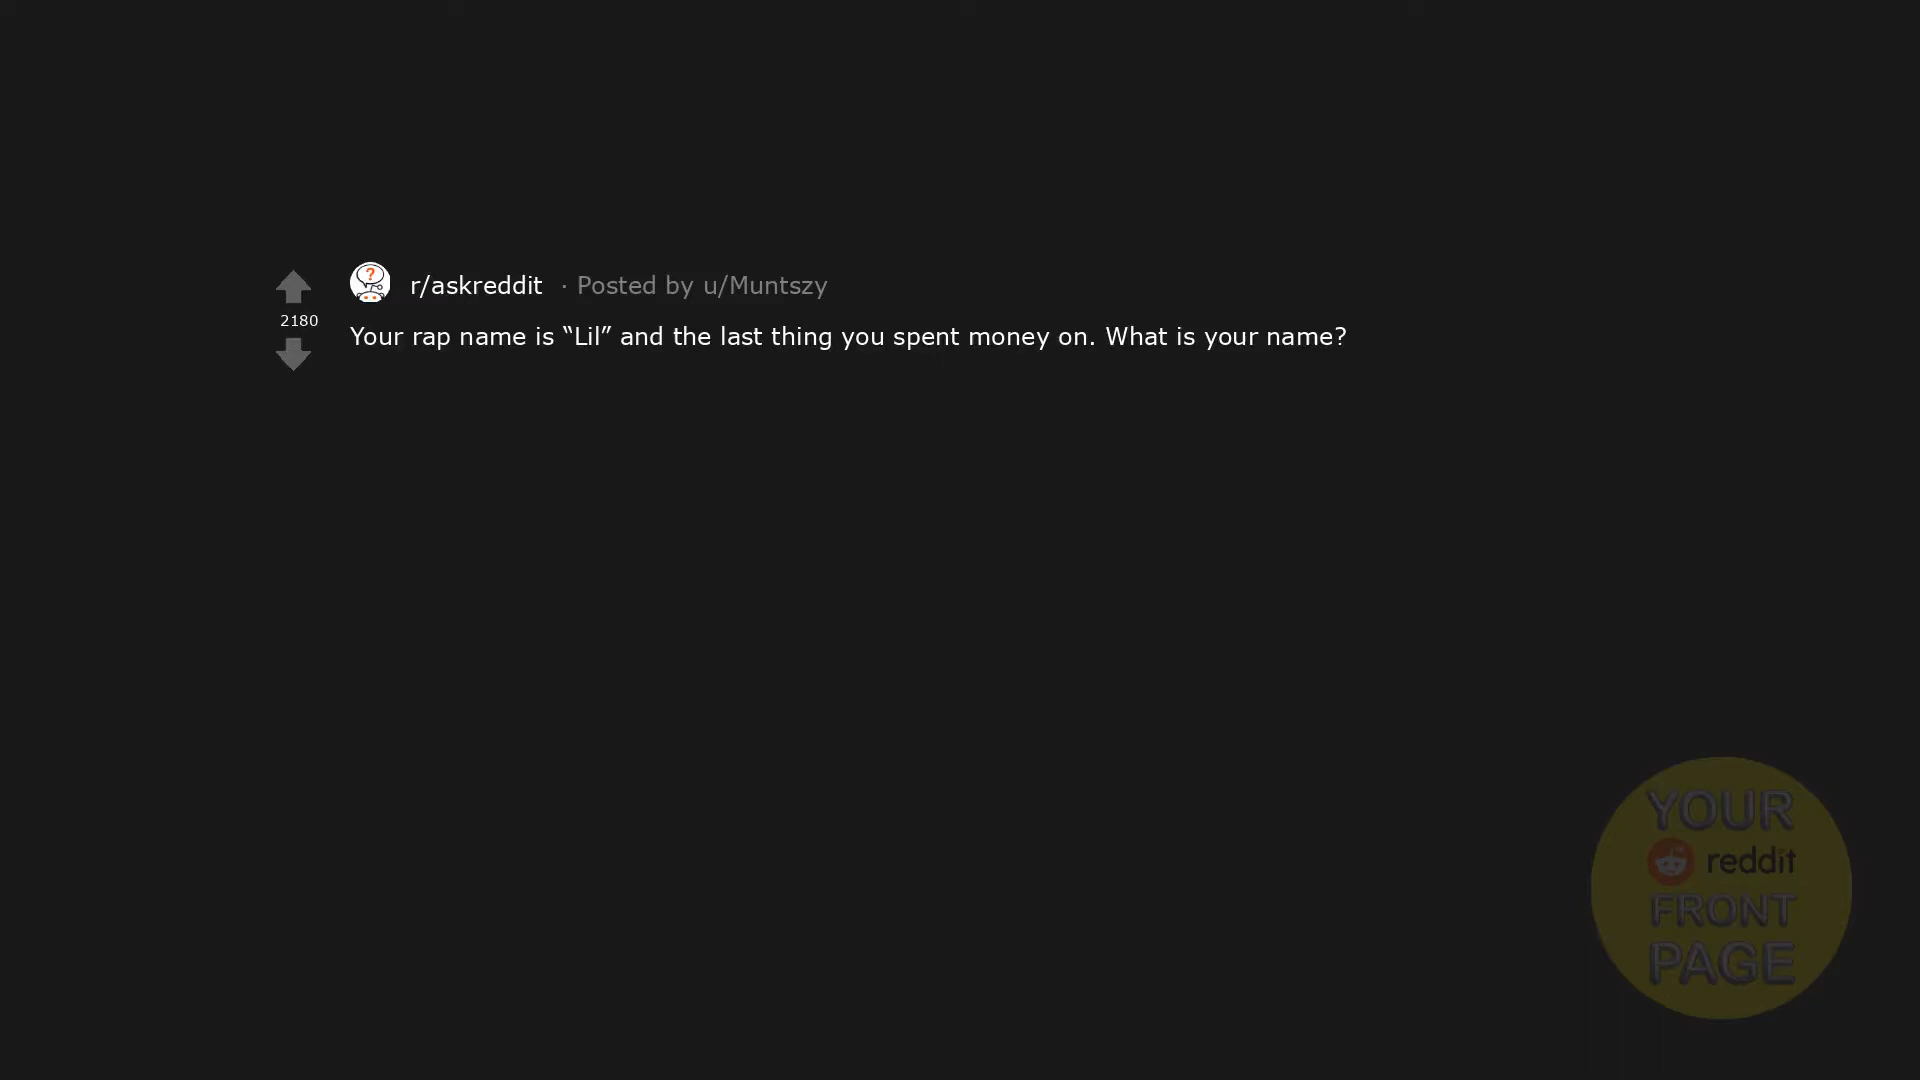 r/askreddit · Posted by u/Muntszy
2180
Your rap name is “Lil” and the last thing you spent money on. What is your name?
YOUR
reddit
FRONT
PAGE